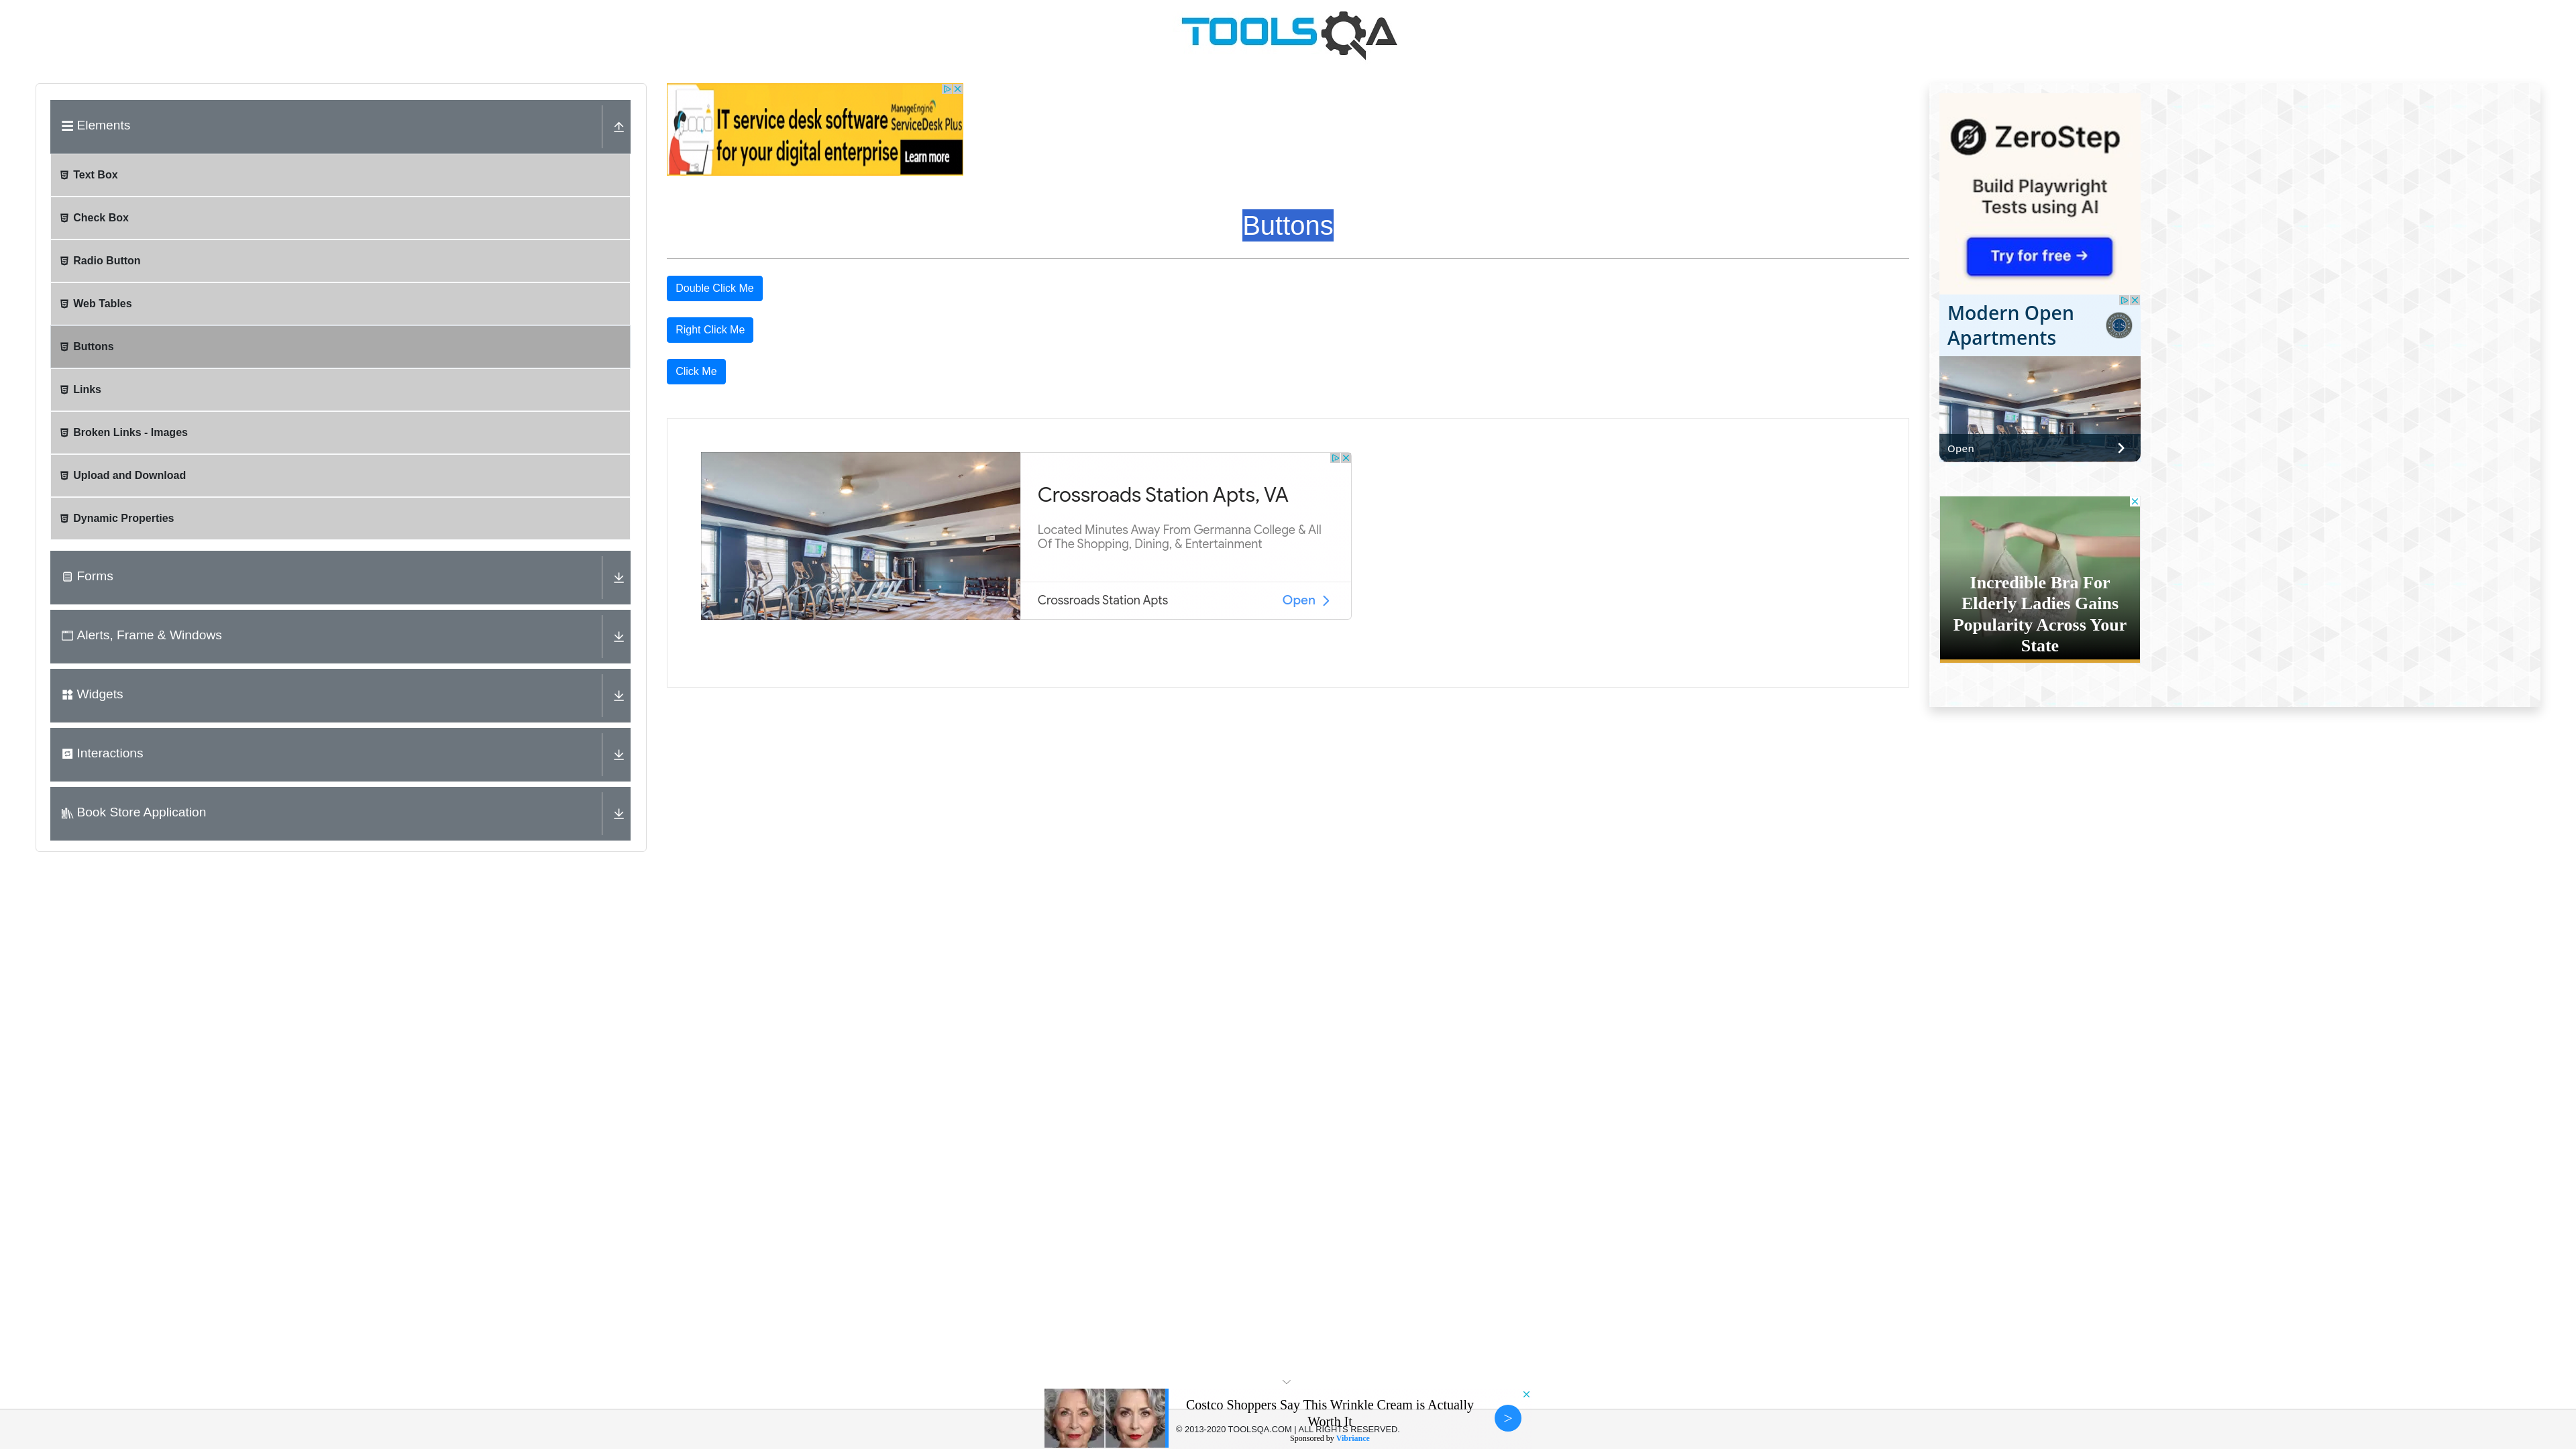 TOOLSQA
Elements
Text Box
Check Box
Radio Button
Web Tables
Buttons
Links
Broken Links - Images
Upload and Download
Dynamic Properties
Forms
Alerts, Frame & Windows
Widgets
Interactions
Book Store Application
IT service desk software
for your digital enterprise
ManageEngine
ServiceDesk Plus
Learn more
Buttons
Double Click Me
Right Click Me
Click Me
Crossroads Station Apts, VA
Located Minutes Away From Germanna College & All
Of The Shopping, Dining, & Entertainment
Crossroads Station Apts
Open
ZeroStep
Build Playwright
Tests using AI
Try for free →
Modern Open
Apartments
Open
Incredible Bra For
Elderly Ladies Gains
Popularity Across Your
State
Costco Shoppers Say This Wrinkle Cream is Actually
Worth It
>
© 2013-2020 TOOLSQA.COM | ALL RIGHTS RESERVED.
Sponsored by Vibriance